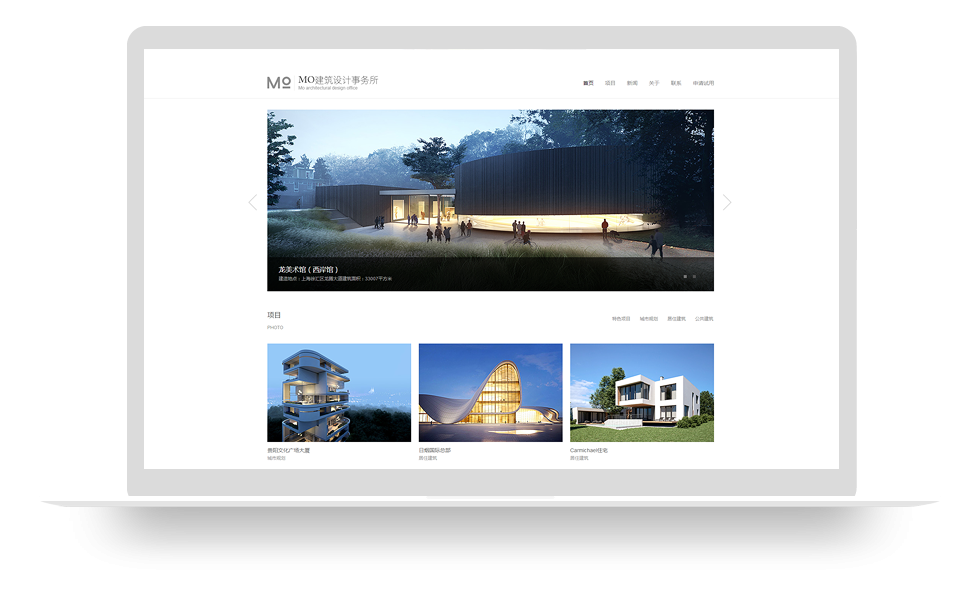 MO
MO建筑设计事务所
Mo architectural design office
首页 项目 新闻 关于 联系 申请试用
龙美术馆（西岸馆）
建造地点：上海徐汇区龙腾大道建筑面积：33007平方米
项目
PHOTO
特色项目 城市规划 居住建筑 公共建筑
贵阳文化广场大厦
城市规划
日朝国际总部
居住建筑
Carmichael住宅
居住建筑